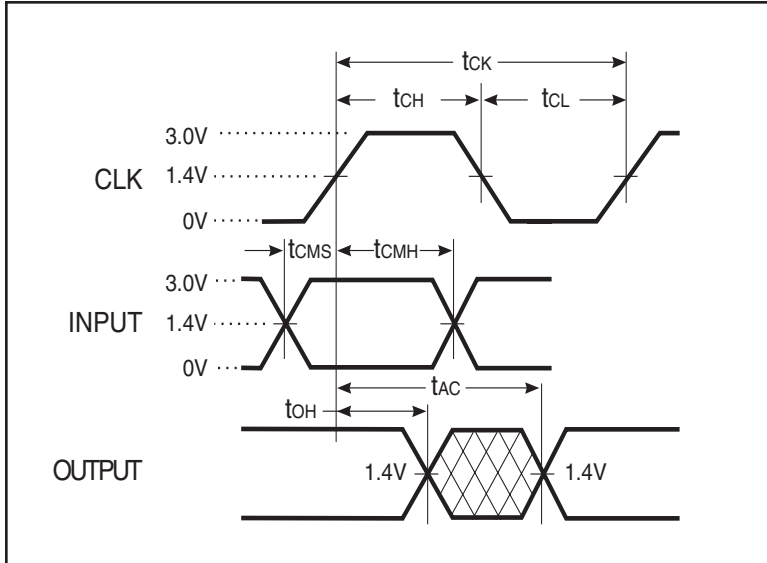 tCK
tCH tCL
3.0V
CLK 1.4V
0V
tCMS tCMH
3.0V
INPUT 1.4V
0V
tAC
tOH
OUTPUT 1.4V 1.4V